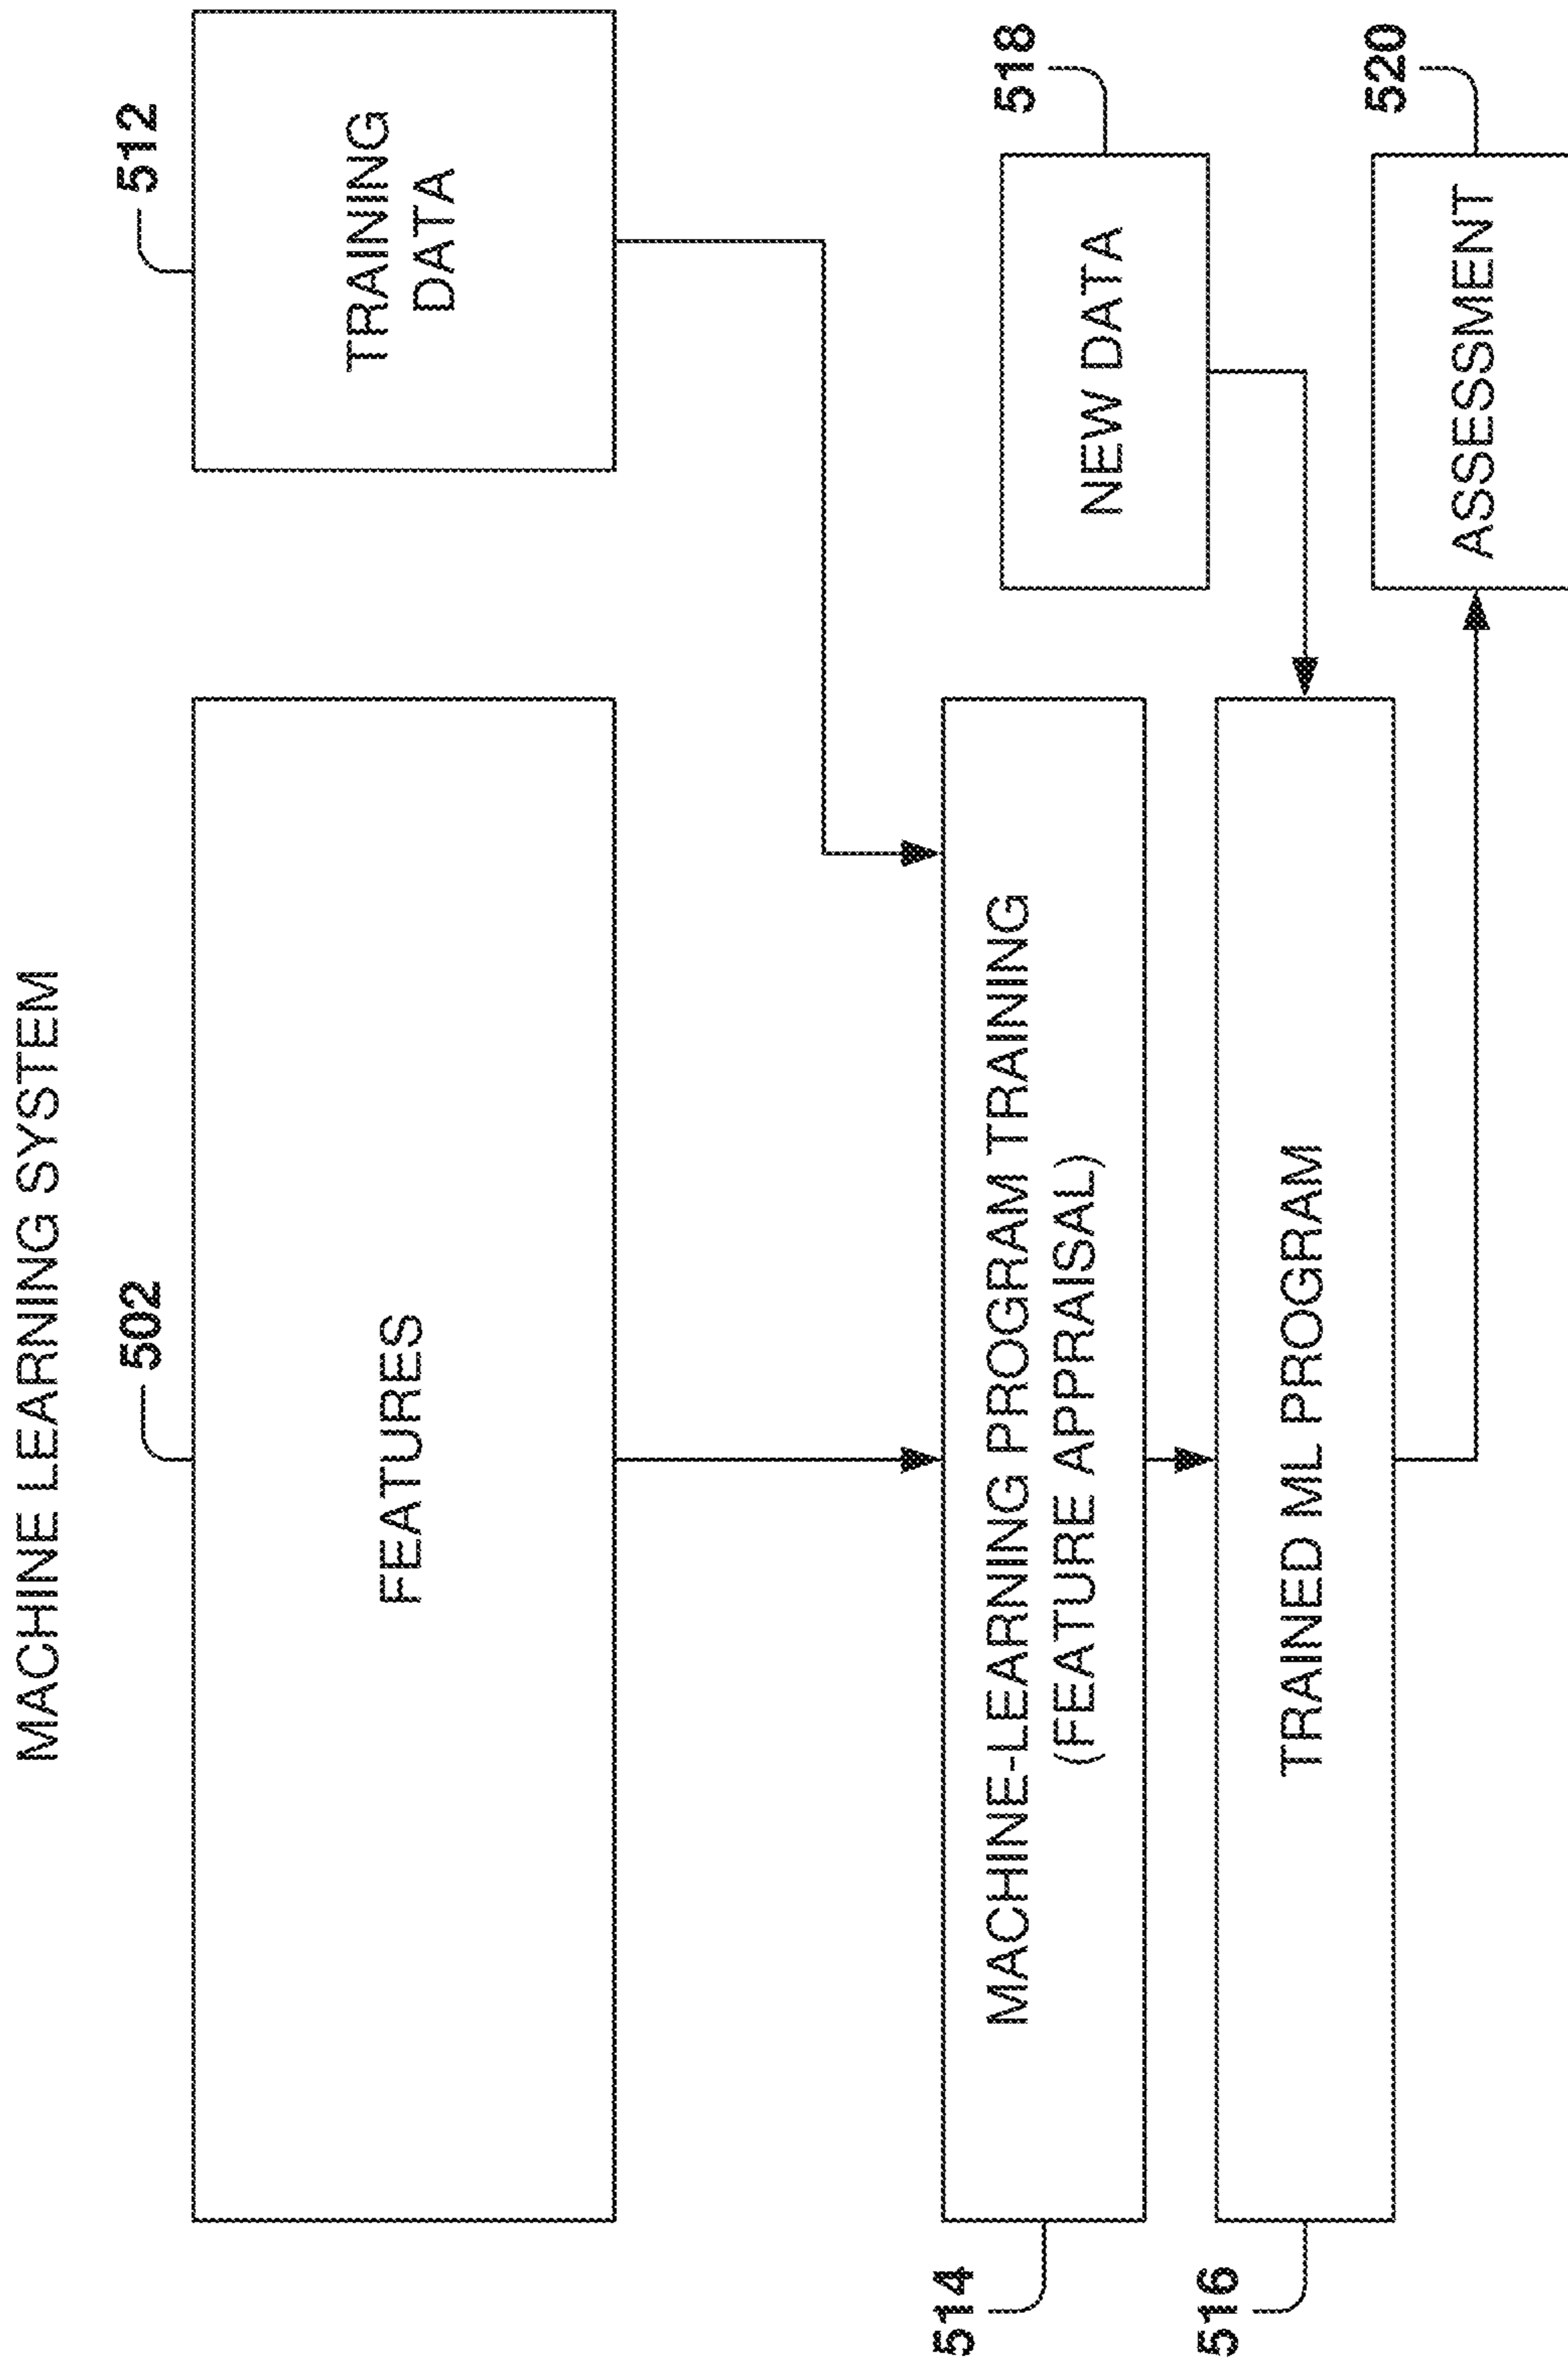 MACHINE LEARNING SYSTEM
502
FEATURES
512
TRAINING
DATA
514
MACHINE-LEARNING PROGRAM TRAINING
(FEATURE APPRAISAL)
518
NEW DATA
516
TRAINED ML PROGRAM
520
ASSESSMENT